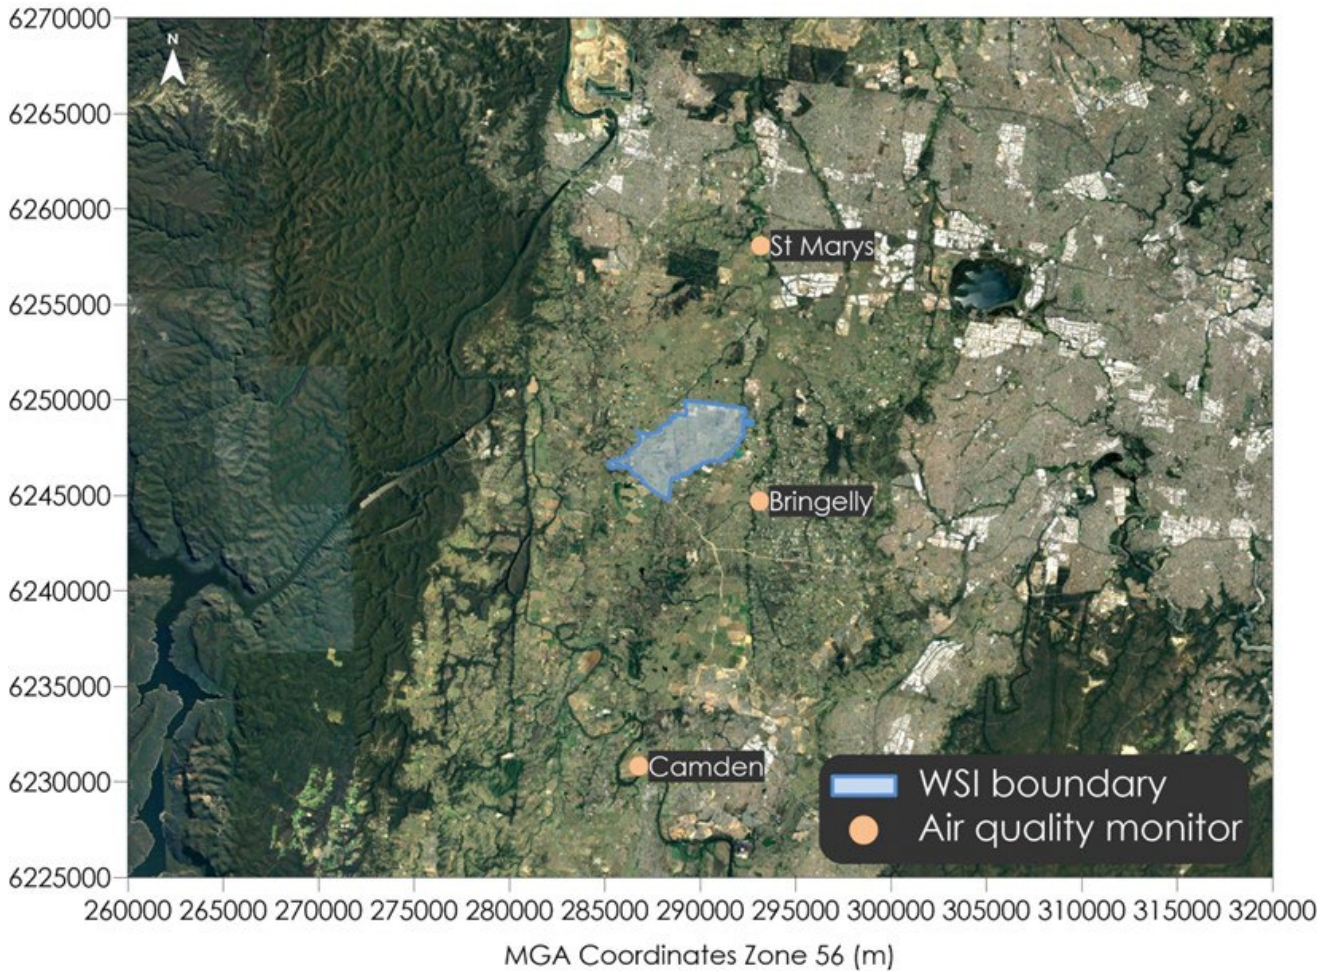 6270000
N
6265000
6260000
St Marys
6255000
6250000
6245000
Bringelly
6240000
6235000
6230000
Camden
WSI boundary
Air quality monitor
6225000
260000 265000 270000 275000 280000 285000 290000 295000 300000 305000 310000 315000 320000
MGA Coordinates Zone 56 (m)